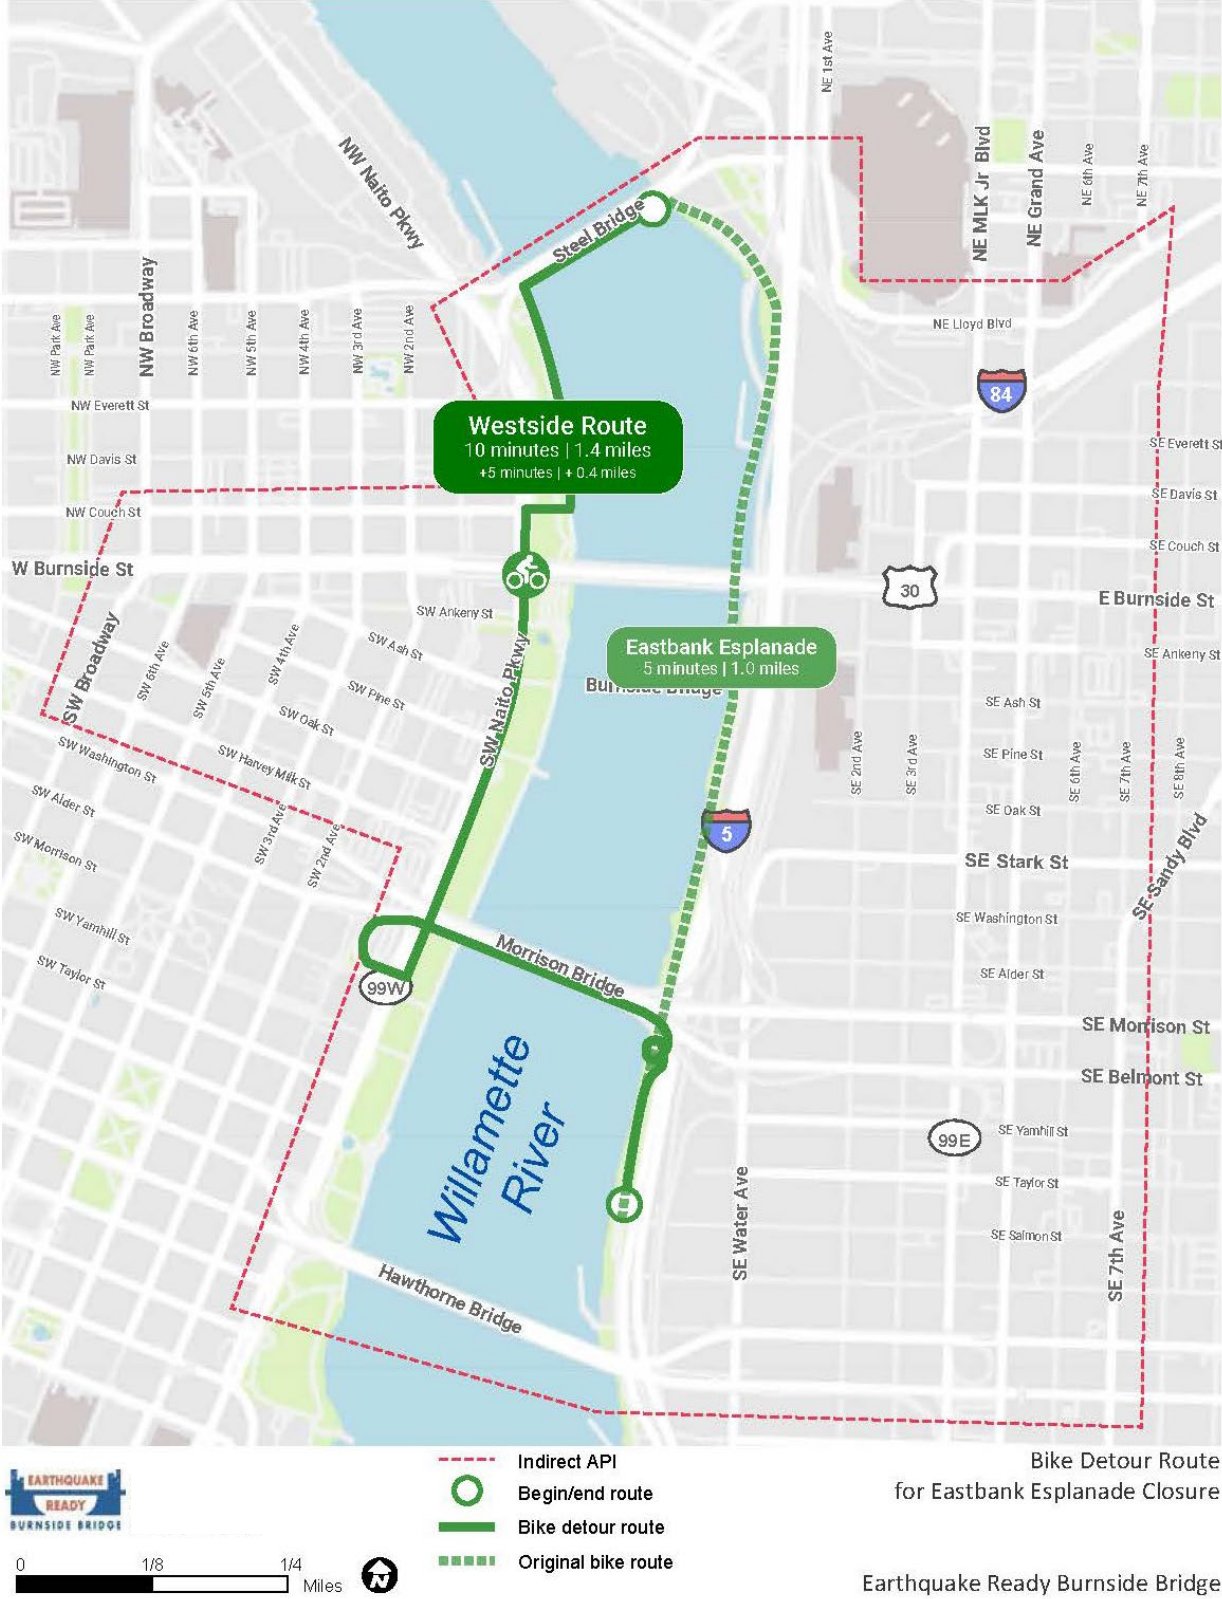 NE 1st Ave
NW Naito Pkwy
NE MLK Jr Blvd
NE Grand Ave
NE 6th Ave
NE 7th Ave
Steel Bridge
NW Park Ave
NW Park Ave
NW Broadway
NW 6th Ave
NW 5th Ave
NW 4th Ave
NW 3rd Ave
NW 2nd Ave
NE Lloyd Blvd
84
NW Everett St
Westside Route
10 minutes | 1.4 miles
+5 minutes | + 0.4 miles
SE Everett St
NW Davis St
SE Davis St
NW Couch St
SE Couch St
W Burnside St
30
E Burnside St
SW Ankeny St
SW Ash St
SW Broadway
SW 6th Ave
SW 5th Ave
SW 4th Ave
SW Pine St
SW Oak St
SW Naito Pkwy
Eastbank Esplanade
5 minutes | 1.0 miles
Burnside Bridge
SE Ankeny St
SE Ash St
SW Washington St
SW Harvey Milk St
SE 2nd Ave
SE 3rd Ave
SE Pine St
SE 6th Ave
SE 7th Ave
SE 8th Ave
SW Alder St
SW 3rd Ave
SW 2nd Ave
SE Oak St
5
SW Morrison St
SE Stark St
SE Sandy Blvd
SW Yamhill St
SE Washington St
SW Taylor St
Morrison Bridge
SE Alder St
99W
SE Morrison St
Willamette
River
SE Belmont St
99E
SE Yamhill St
SE Taylor St
SE Water Ave
SE Salmon St
SE 7th Ave
Hawthorne Bridge
EARTHQUAKE
READY
BURNSIDE BRIDGE
Indirect API
Begin/end route
Bike detour route
Original bike route
Bike Detour Route
for Eastbank Esplanade Closure
0 1/8 1/4
Miles
N
Earthquake Ready Burnside Bridge